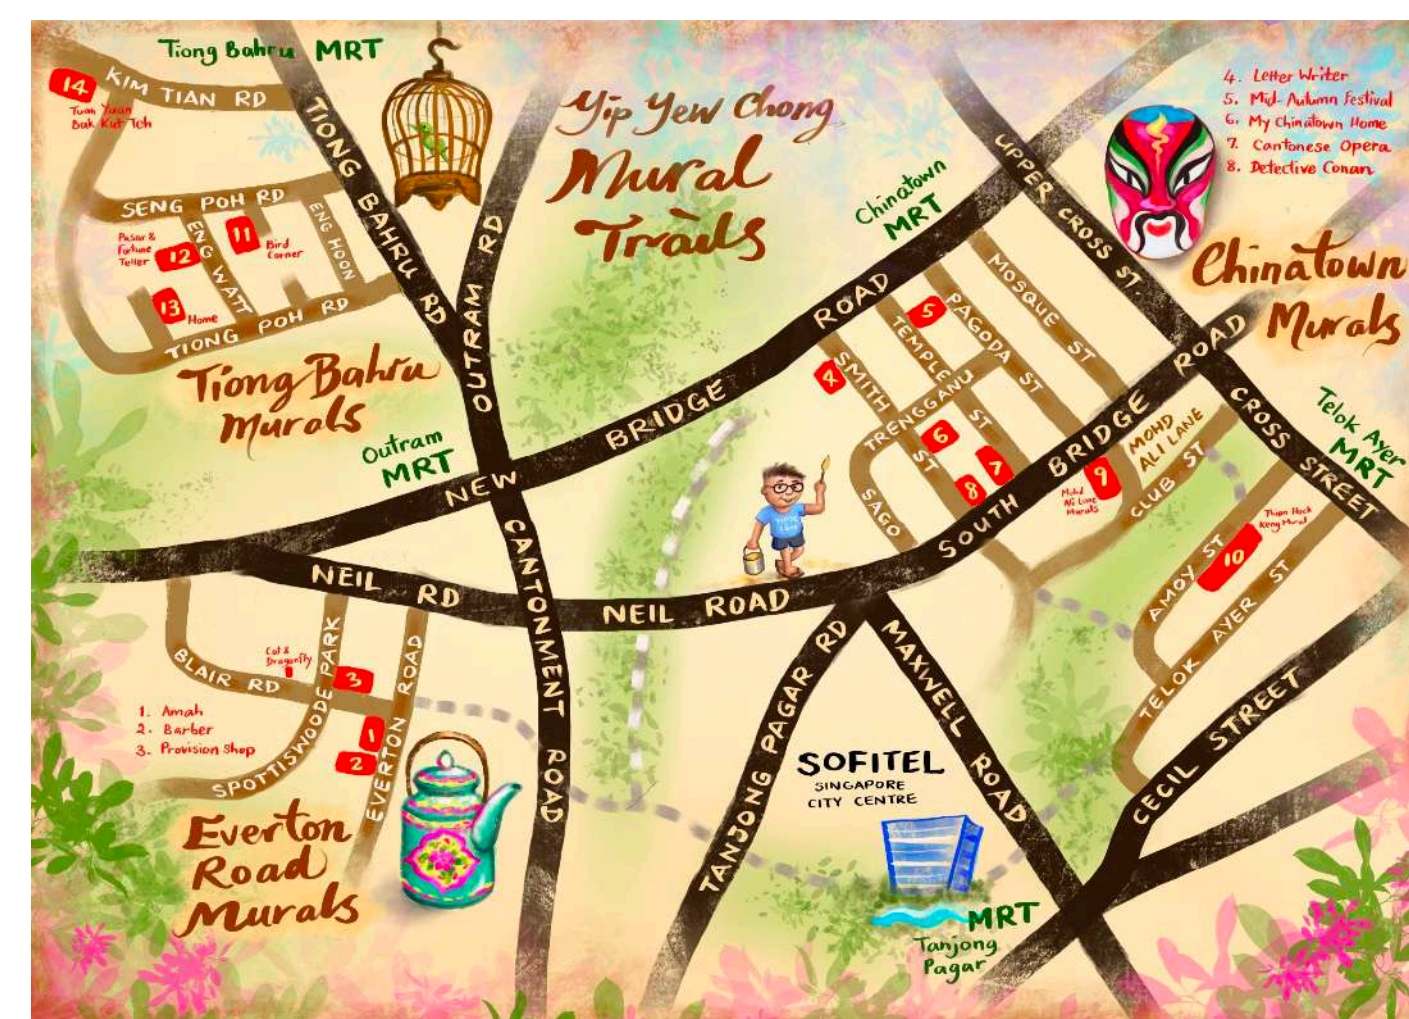 Tiong Bahru MRT
14
Tuan Yuan
Bak Kut Teh
KIM TIAN RD
TIONG BAHRU RD
SENG POH RD
ENG HOON
ENG WATT
11
Bird
Corner
Pasar &
Fortune
Teller
12
13
Home
TIONG POH RD
Tiong Bahru
Murals
OUTRAM RD
OUTRAM RD
Yip Yew Chong
Mural
Trails
4. Letter Writer
5. Mid-Autumn Festival
6. My Chinatown Home
7. Cantonese Opera
8. Detective Conan
Chinatown
Murals
Chinatown
MRT
UPPER CROSS ST.
CROSS STREET
Telok Ayer
MRT
Outram
MRT
NEW BRIDGE ROAD
SMITH ST
TEMPLE ST
PAGODA ST
MOSQUE ST
TRENGGANU
SAGO
4
5
6
7
8
SOUTH BRIDGE ROAD
MOHD
ALI LANE
9
Mohd
Ali Lane
Murals
CLUB ST
Thian Hock
Keng Mural
10
AMOY ST
TELOK AYER ST
CECIL STREET
NEIL RD
NEIL ROAD
CANTONMENT ROAD
MAXWELL ROAD
TANJONG PAGAR RD
BLAIR RD
Cat &
Dragonfly
SPOTTISWOODE PARK
EVERTON ROAD
3
1
2
1. Amah
2. Barber
3. Provision Shop
Everton
Road
Murals
SOFITEL
SINGAPORE
CITY CENTRE
MRT
Tanjong
Pagar